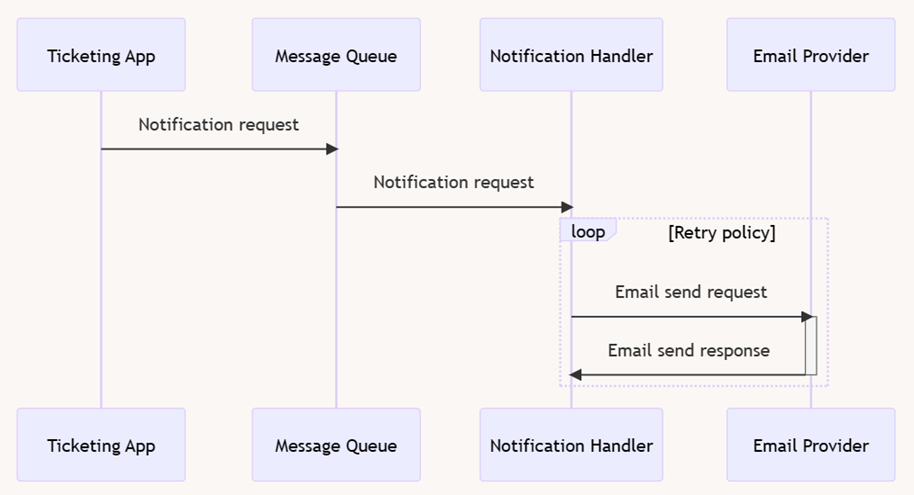 Ticketing App
Message Queue
Notification Handler
Email Provider
Notification request
Notification request
loop
[Retry policy]
Email send request
Email send response
Ticketing App
Message Queue
Notification Handler
Email Provider